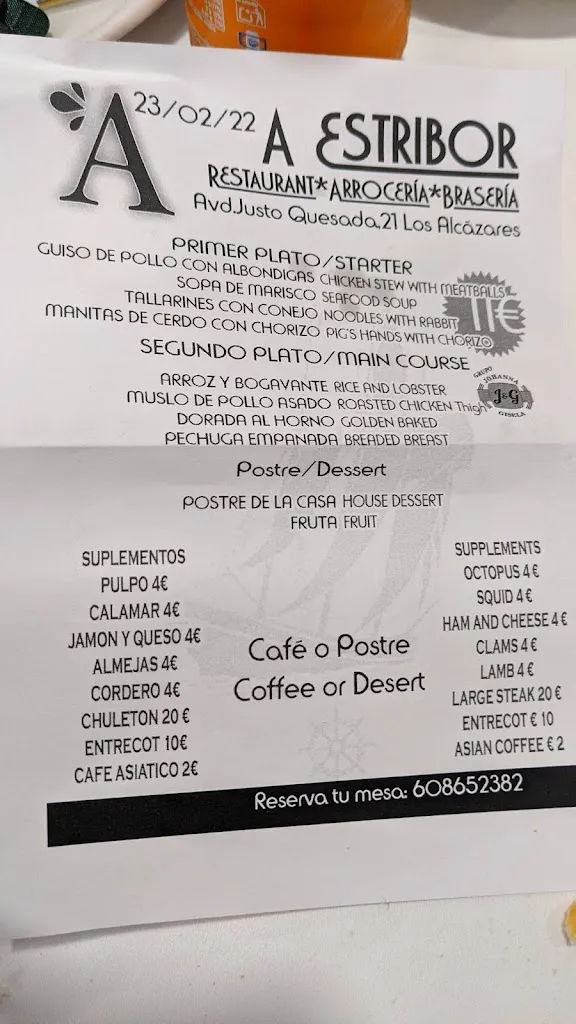 A
23/02/22
A ESTRIBOR
RESTAURANT*ARROCERÍA*BRASERÍA
Avd.Justo Quesada,21 Los Alcázares
PRIMER PLATO/STARTER
GUISO DE POLLO CON ALBONDIGAS CHICKEN STEW WITH MEATBALLS
SOPA DE MARISCO SEAFOOD SOUP
TALLARINES CON CONEJO NOODLES WITH RABBIT
MANITAS DE CERDO CON CHORIZO PIG'S HANDS WITH CHORIZO
11€
SEGUNDO PLATO/MAIN COURSE
GRUPO JOHANNA
J&G
GISELA
ARROZ Y BOGAVANTE RICE AND LOBSTER
MUSLO DE POLLO ASADO ROASTED CHICKEN Thigh
DORADA AL HORNO GOLDEN BAKED
PECHUGA EMPANADA BREADED BREAST
Postre/Dessert
POSTRE DE LA CASA HOUSE DESSERT
FRUTA FRUIT
SUPLEMENTOS
PULPO 4€
CALAMAR 4€
JAMON Y QUESO 4€
ALMEJAS 4€
CORDERO 4€
CHULETON 20 €
ENTRECOT 10€
CAFE ASIATICO 2€
Café o Postre
Coffee or Desert
SUPPLEMENTS
OCTOPUS 4 €
SQUID 4 €
HAM AND CHEESE 4 €
CLAMS 4 €
LAMB 4 €
LARGE STEAK 20 €
ENTRECOT € 10
ASIAN COFFEE € 2
Reserva tu mesa: 608652382